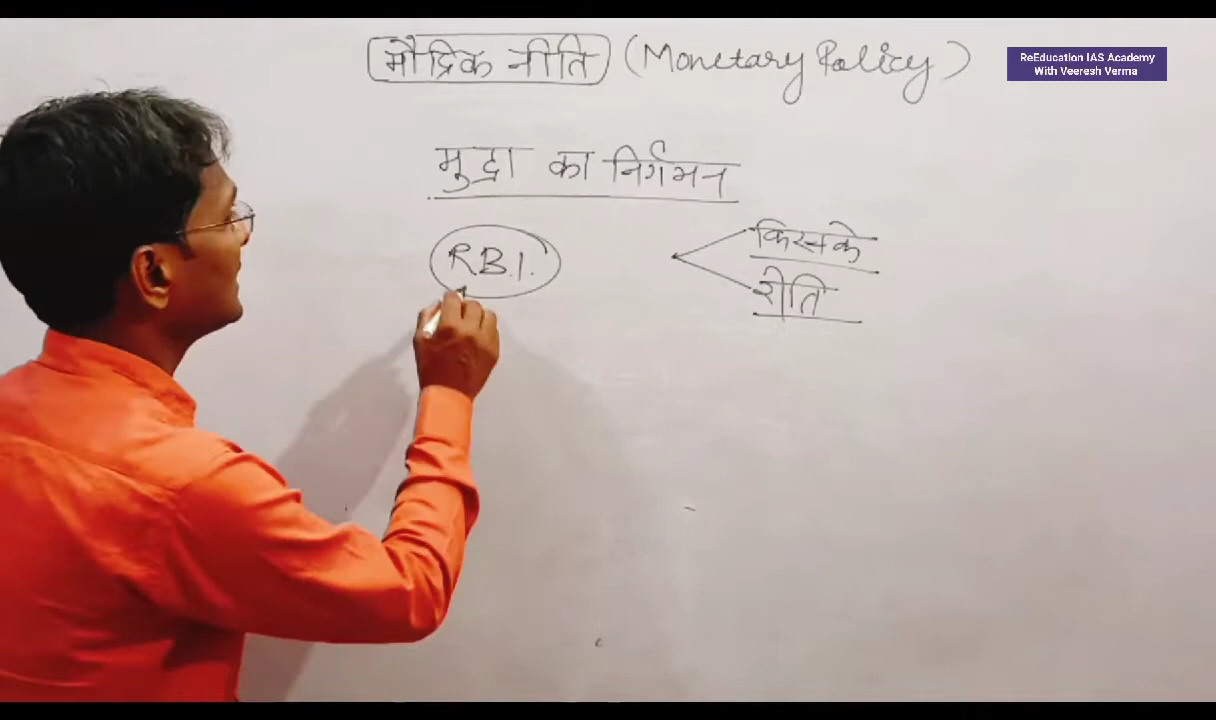 मौद्रिक नीति (Monetary Policy)
ReEducation IAS Academy
With Veeresh Verma
मुद्रा का निर्गमन
R.B.I.
किसके
रीति